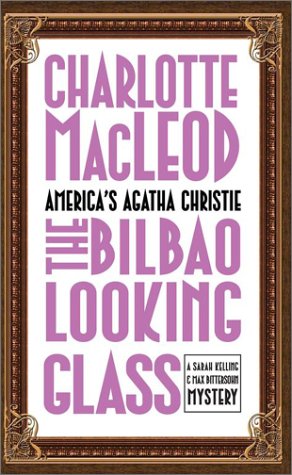 CHARLOTTE
MACLEOD
AMERICA'S AGATHA CHRISTIE
THE BILBAO
LOOKING
GLASS
A SARAH KELLING
& MAX BITTERSOHN
MYSTERY